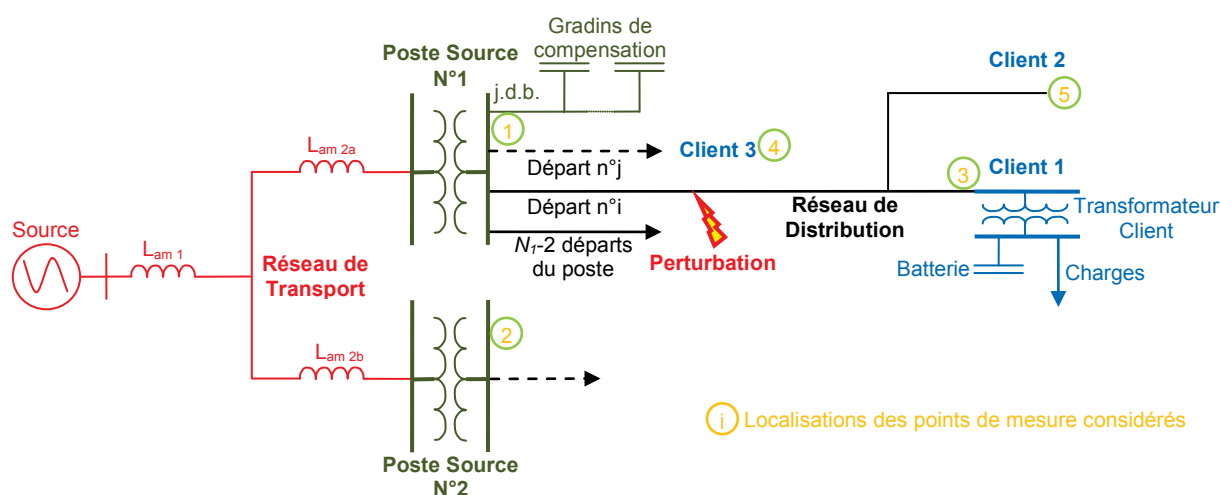 Gradins de
compensation
Poste Source
N°1
j.d.b.
1
Client 2
5
L am 2a
Départ n°j
Client 3
4
3
Client 1
Départ n°i
Réseau de
Distribution
Transformateur
Client
Source
L am 1
Réseau de
Transport
N1-2 départs
du poste
Perturbation
Batterie
Charges
L am 2b
2
i Localisations des points de mesure considérés
Poste Source
N°2